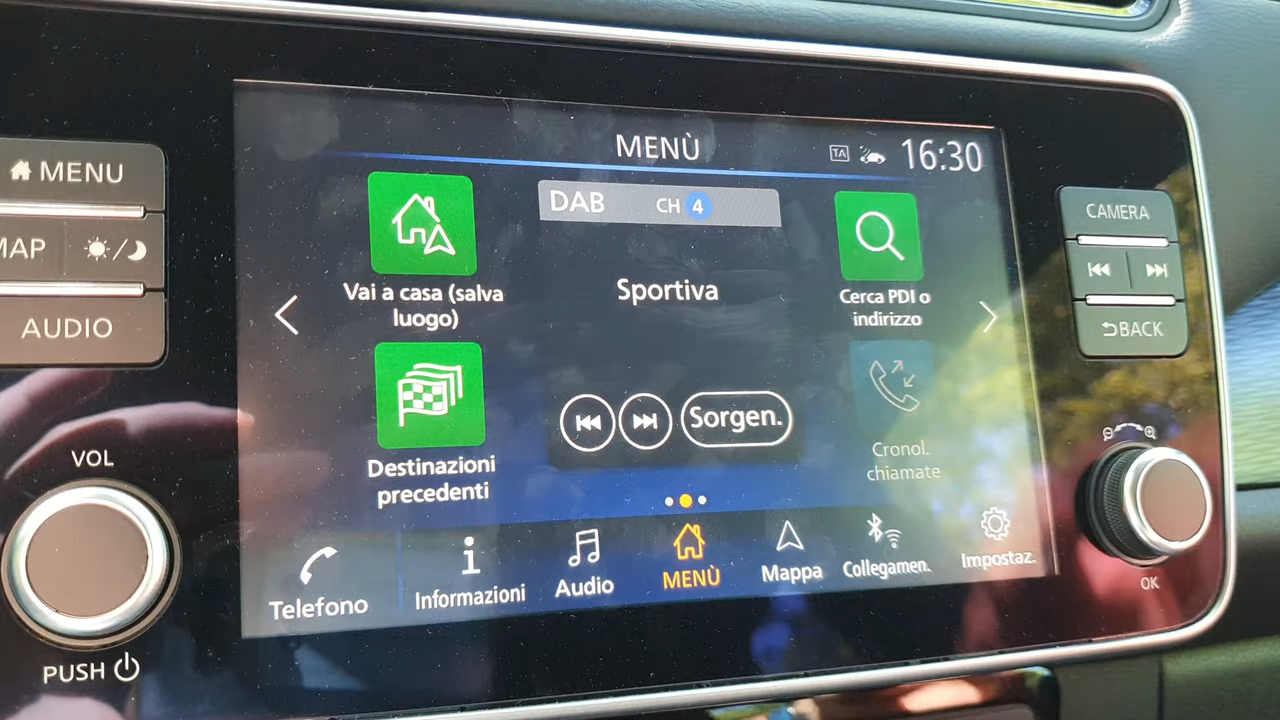 MENU
MAP
AUDIO
VOL
PUSH
MENÙ
TA
16:30
DAB
CH 4
Vai a casa (salva
luogo)
Sportiva
Cerca PDI o
indirizzo
Destinazioni
precedenti
Sorgen.
Cronol.
chiamate
Telefono
Informazioni
Audio
MENÙ
Mappa
Collegamen.
Impostaz.
CAMERA
BACK
OK